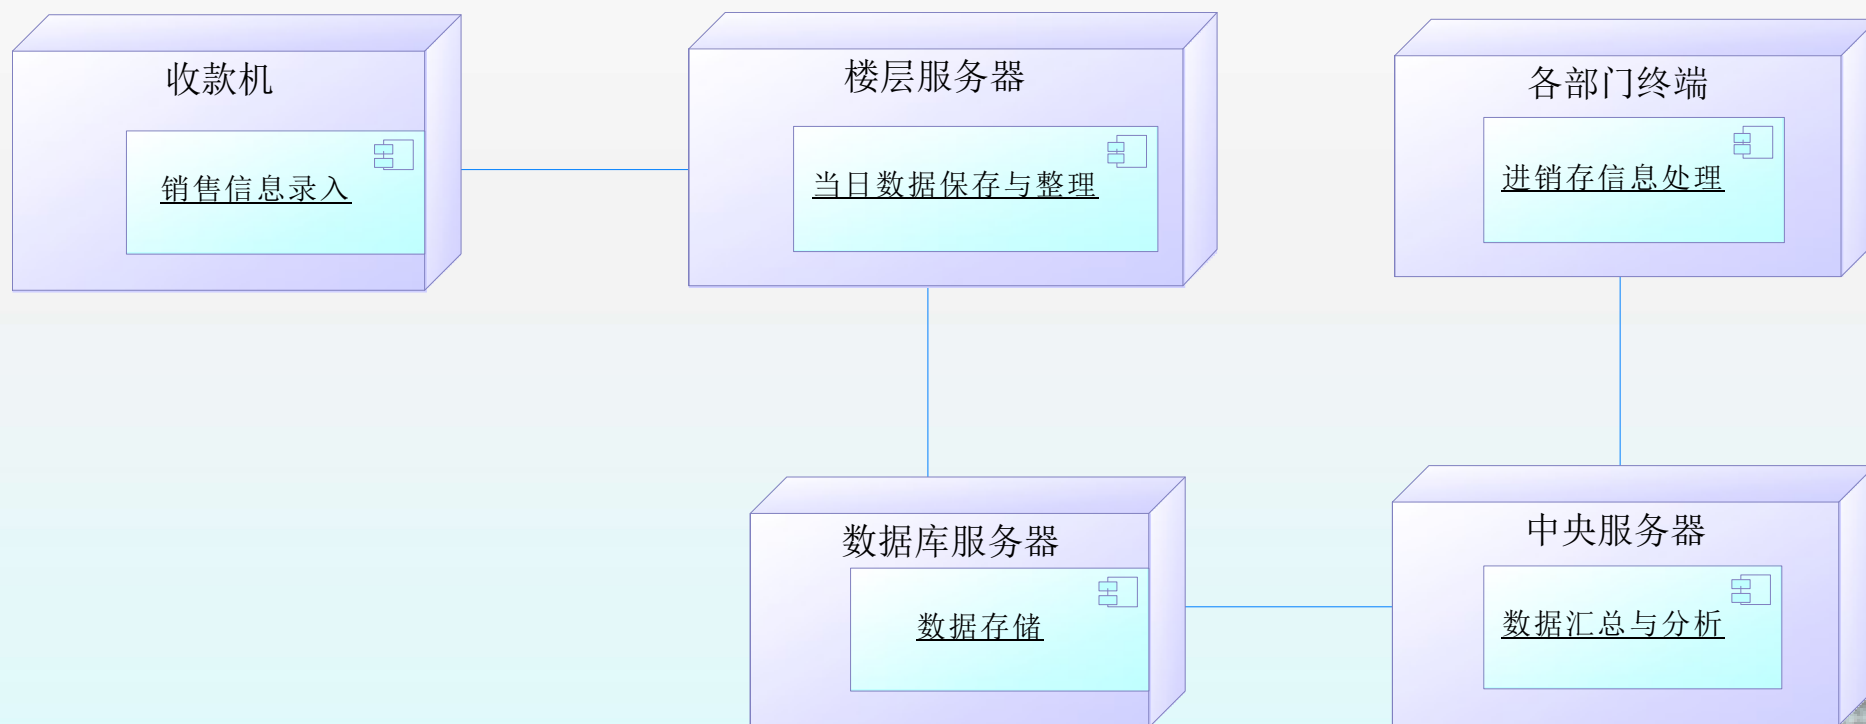 收款机
销售信息录入
楼层服务器
当日数据保存与整理
各部门终端
进销存信息处理
数据库服务器
数据存储
中央服务器
数据汇总与分析